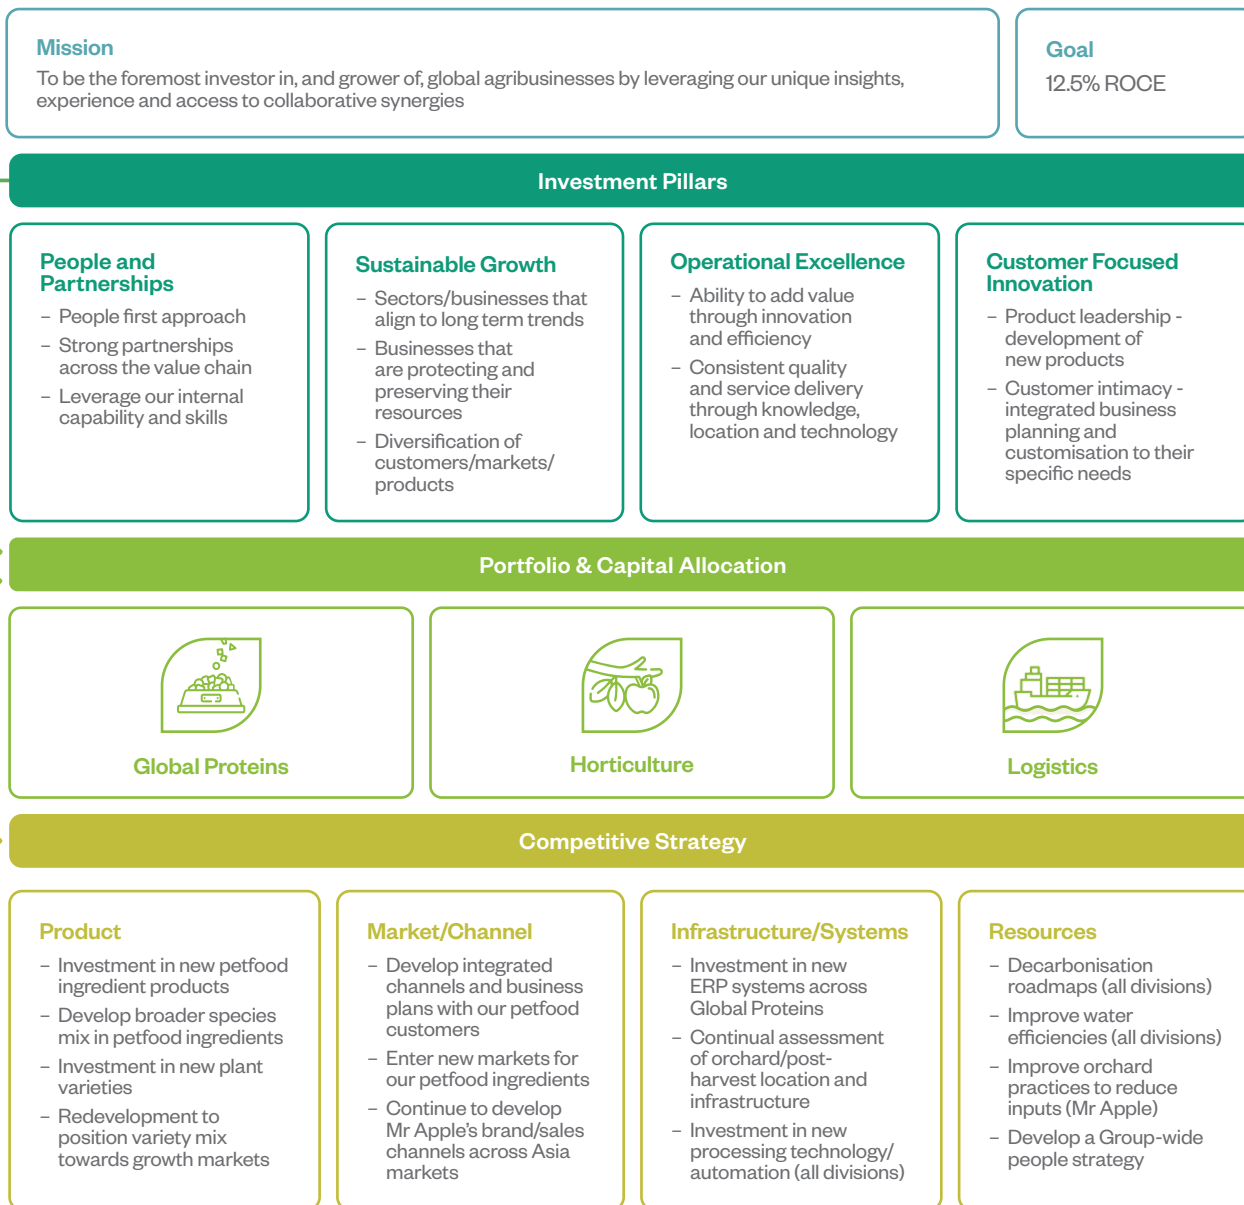 Mission
To be the foremost investor in, and grower of, global agribusinesses by leveraging our unique insights,
experience and access to collaborative synergies
Goal
12.5% ROCE
Investment Pillars
People and
Partnerships
– People first approach
– Strong partnerships
across the value chain
– Leverage our internal
capability and skills
Sustainable Growth
– Sectors/businesses that
align to long term trends
– Businesses that
are protecting and
preserving their
resources
– Diversification of
customers/markets/
products
Operational Excellence
– Ability to add value
through innovation
and efficiency
– Consistent quality
and service delivery
through knowledge,
location and technology
Customer Focused
Innovation
– Product leadership -
development of
new products
– Customer intimacy -
integrated business
planning and
customisation to their
specific needs
Portfolio & Capital Allocation
Global Proteins
Horticulture
Logistics
Competitive Strategy
Product
– Investment in new petfood
ingredient products
– Develop broader species
mix in petfood ingredients
– Investment in new plant
varieties
– Redevelopment to
position variety mix
towards growth markets
Market/Channel
– Develop integrated
channels and business
plans with our petfood
customers
– Enter new markets for
our petfood ingredients
– Continue to develop
Mr Apple's brand/sales
channels across Asia
markets
Infrastructure/Systems
– Investment in new
ERP systems across
Global Proteins
– Continual assessment
of orchard/post-
harvest location and
infrastructure
– Investment in new
processing technology/
automation (all divisions)
Resources
– Decarbonisation
roadmaps (all divisions)
– Improve water
efficiencies (all divisions)
– Improve orchard
practices to reduce
inputs (Mr Apple)
– Develop a Group-wide
people strategy